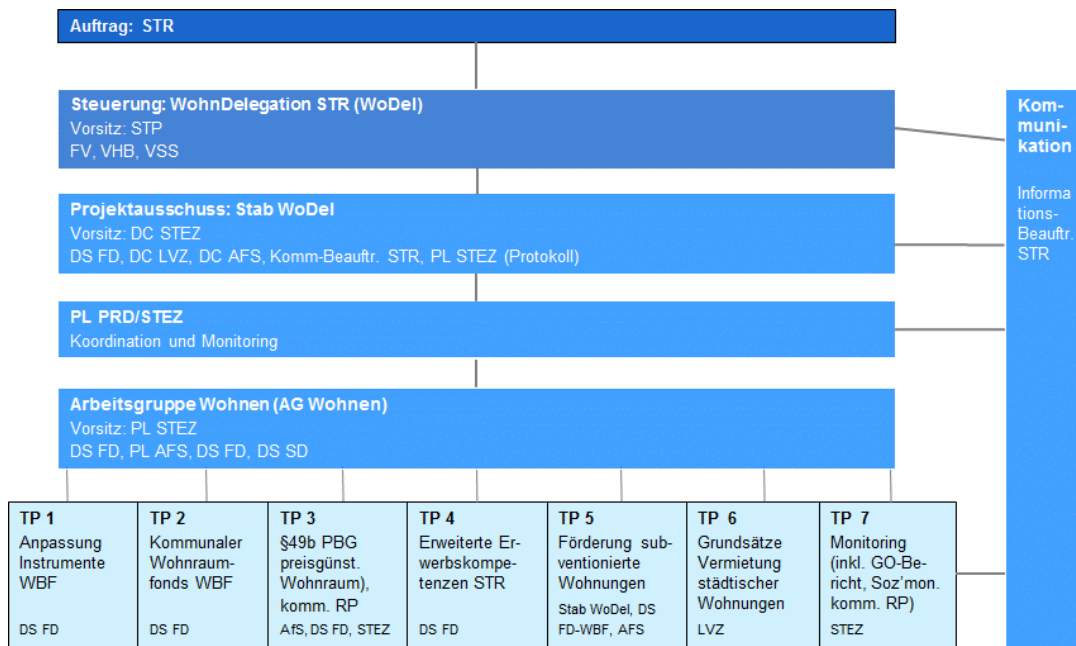 Auftrag: STR
Steuerung: WohnDelegation STR (WoDel)
Vorsitz: STP
FV, VHB, VSS
Projektausschuss: Stab WoDel
Vorsitz: DC STEZ
DS FD, DC LVZ, DC AFS, Komm-Beauftr. STR, PL STEZ (Protokoll)
PL PRD/STEZ
Koordination und Monitoring
Arbeitsgruppe Wohnen (AG Wohnen)
Vorsitz: PL STEZ
DS FD, PL AFS, DS FD, DS SD
TP 1
Anpassung
Instrumente
WBF
DS FD
TP 2
Kommunaler
Wohnraum-
fonds WBF
DS FD
TP 3
§49b PBG
preisgünst.
Wohnraum),
komm. RP
AfS, DS FD, STEZ
TP 4
Erweiterte Er-
werbskompe-
tenzen STR
DS FD
TP 5
Förderung sub-
ventionierte
Wohnungen
Stab WoDel, DS
FD-WBF, AFS
TP 6
Grundsätze
Vermietung
städtischer
Wohnungen
LVZ
TP 7
Monitoring
(inkl. GO-Be-
richt, Soz'mon.
komm. RP)
STEZ
Kom-
muni-
kation
Informa
tions-
Beauftr.
STR